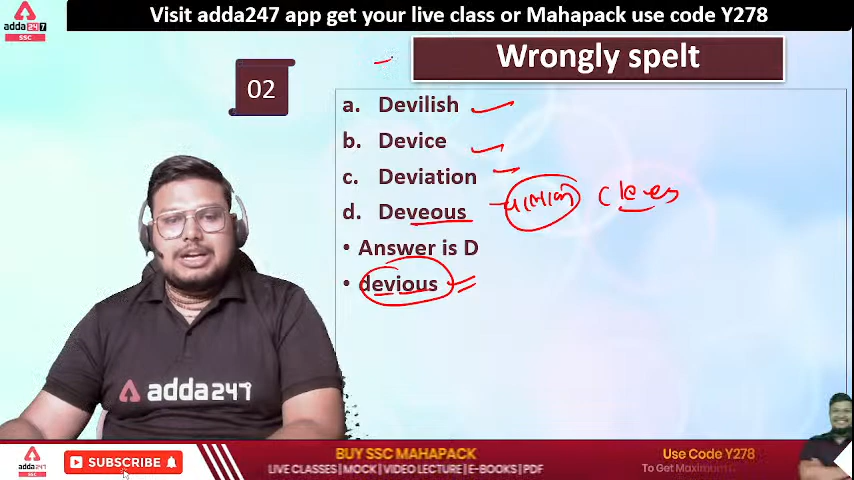 Visit adda247 app get your live class or Mahapack use code Y278
adda247
SSC
Wrongly spelt
02
a. Devilish
b. Device
c. Deviation
d. Deveous
• Answer is D
• devious
adda247
adda247
SSC
SUBSCRIBE
BUY SSC MAHAPACK
LIVE CLASSES | MOCK | VIDEO LECTURE | E-BOOKS | PDF
Use Code Y278
To Get Maximum